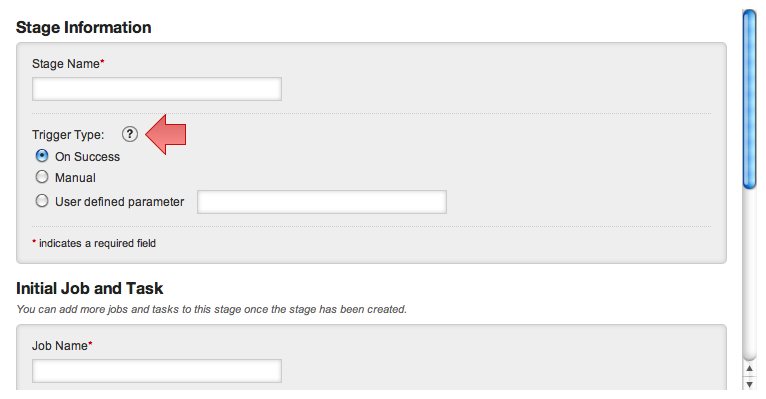 Stage Information
Stage Name*
Trigger Type: ?
On Success
Manual
User defined parameter
* indicates a required field
Initial Job and Task
You can add more jobs and tasks to this stage once the stage has been created.
Job Name*